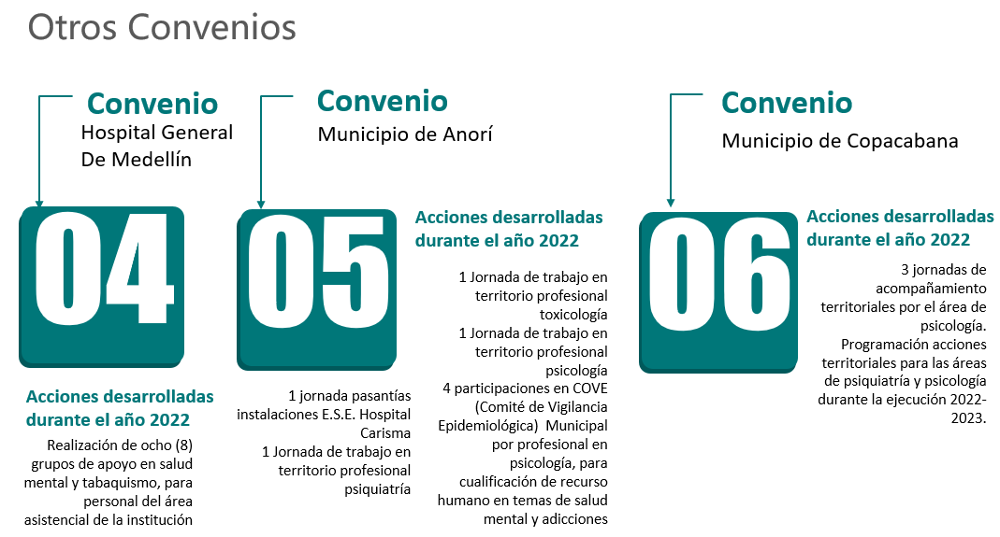 Otros Convenios
Convenio
Hospital General
De Medellín
04
Acciones desarrolladas
durante el año 2022
Realización de ocho (8)
grupos de apoyo en salud
mental y tabaquismo, para
personal del área
asistencial de la institución
Convenio
Municipio de Anorí
05
1 jornada pasantías
instalaciones E.S.E. Hospital
Carisma
1 Jornada de trabajo en
territorio profesional
psiquiatría
Acciones desarrolladas
durante el año 2022
1 Jornada de trabajo en
territorio profesional
toxicología
1 Jornada de trabajo en
territorio profesional
psicología
4 participaciones en COVE
(Comité de Vigilancia
Epidemiológica) Municipal
por profesional en
psicología, para
cualificación de recurso
humano en temas de salud
mental y adicciones
Convenio
Municipio de Copacabana
06
Acciones desarrolladas
durante el año 2022
3 jornadas de
acompañamiento
territoriales por el área de
psicología.
Programación acciones
territoriales para las áreas
de psiquiatría y psicología
durante la ejecución 2022-
2023.